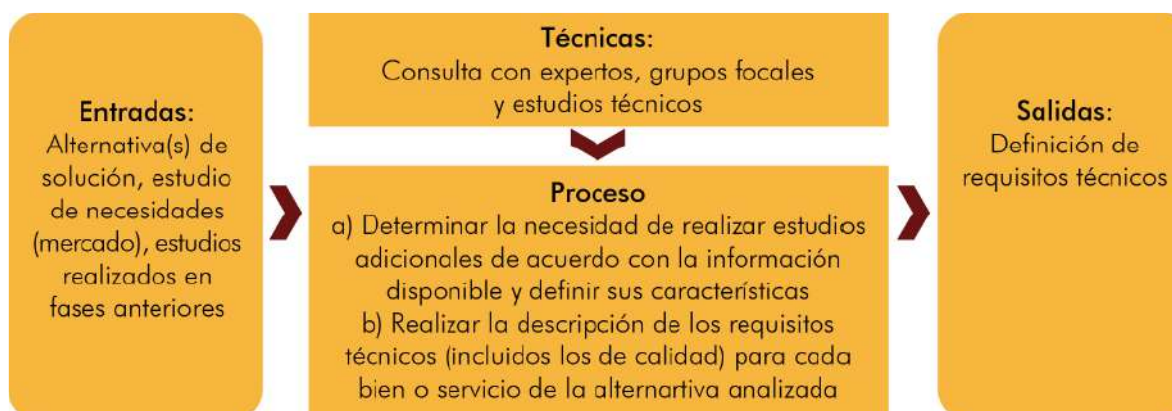 Entradas:
Alternativa(s) de
solución, estudio
de necesidades
(mercado), estudios
realizados en
fases anteriores
Técnicas:
Consulta con expertos, grupos focales
y estudios técnicos
Proceso
a) Determinar la necesidad de realizar estudios
adicionales de acuerdo con la información
disponible y definir sus características
b) Realizar la descripción de los requisitos
técnicos (incluidos los de calidad) para cada
bien o servicio de la alternartiva analizada
Salidas:
Definición de
requisitos técnicos